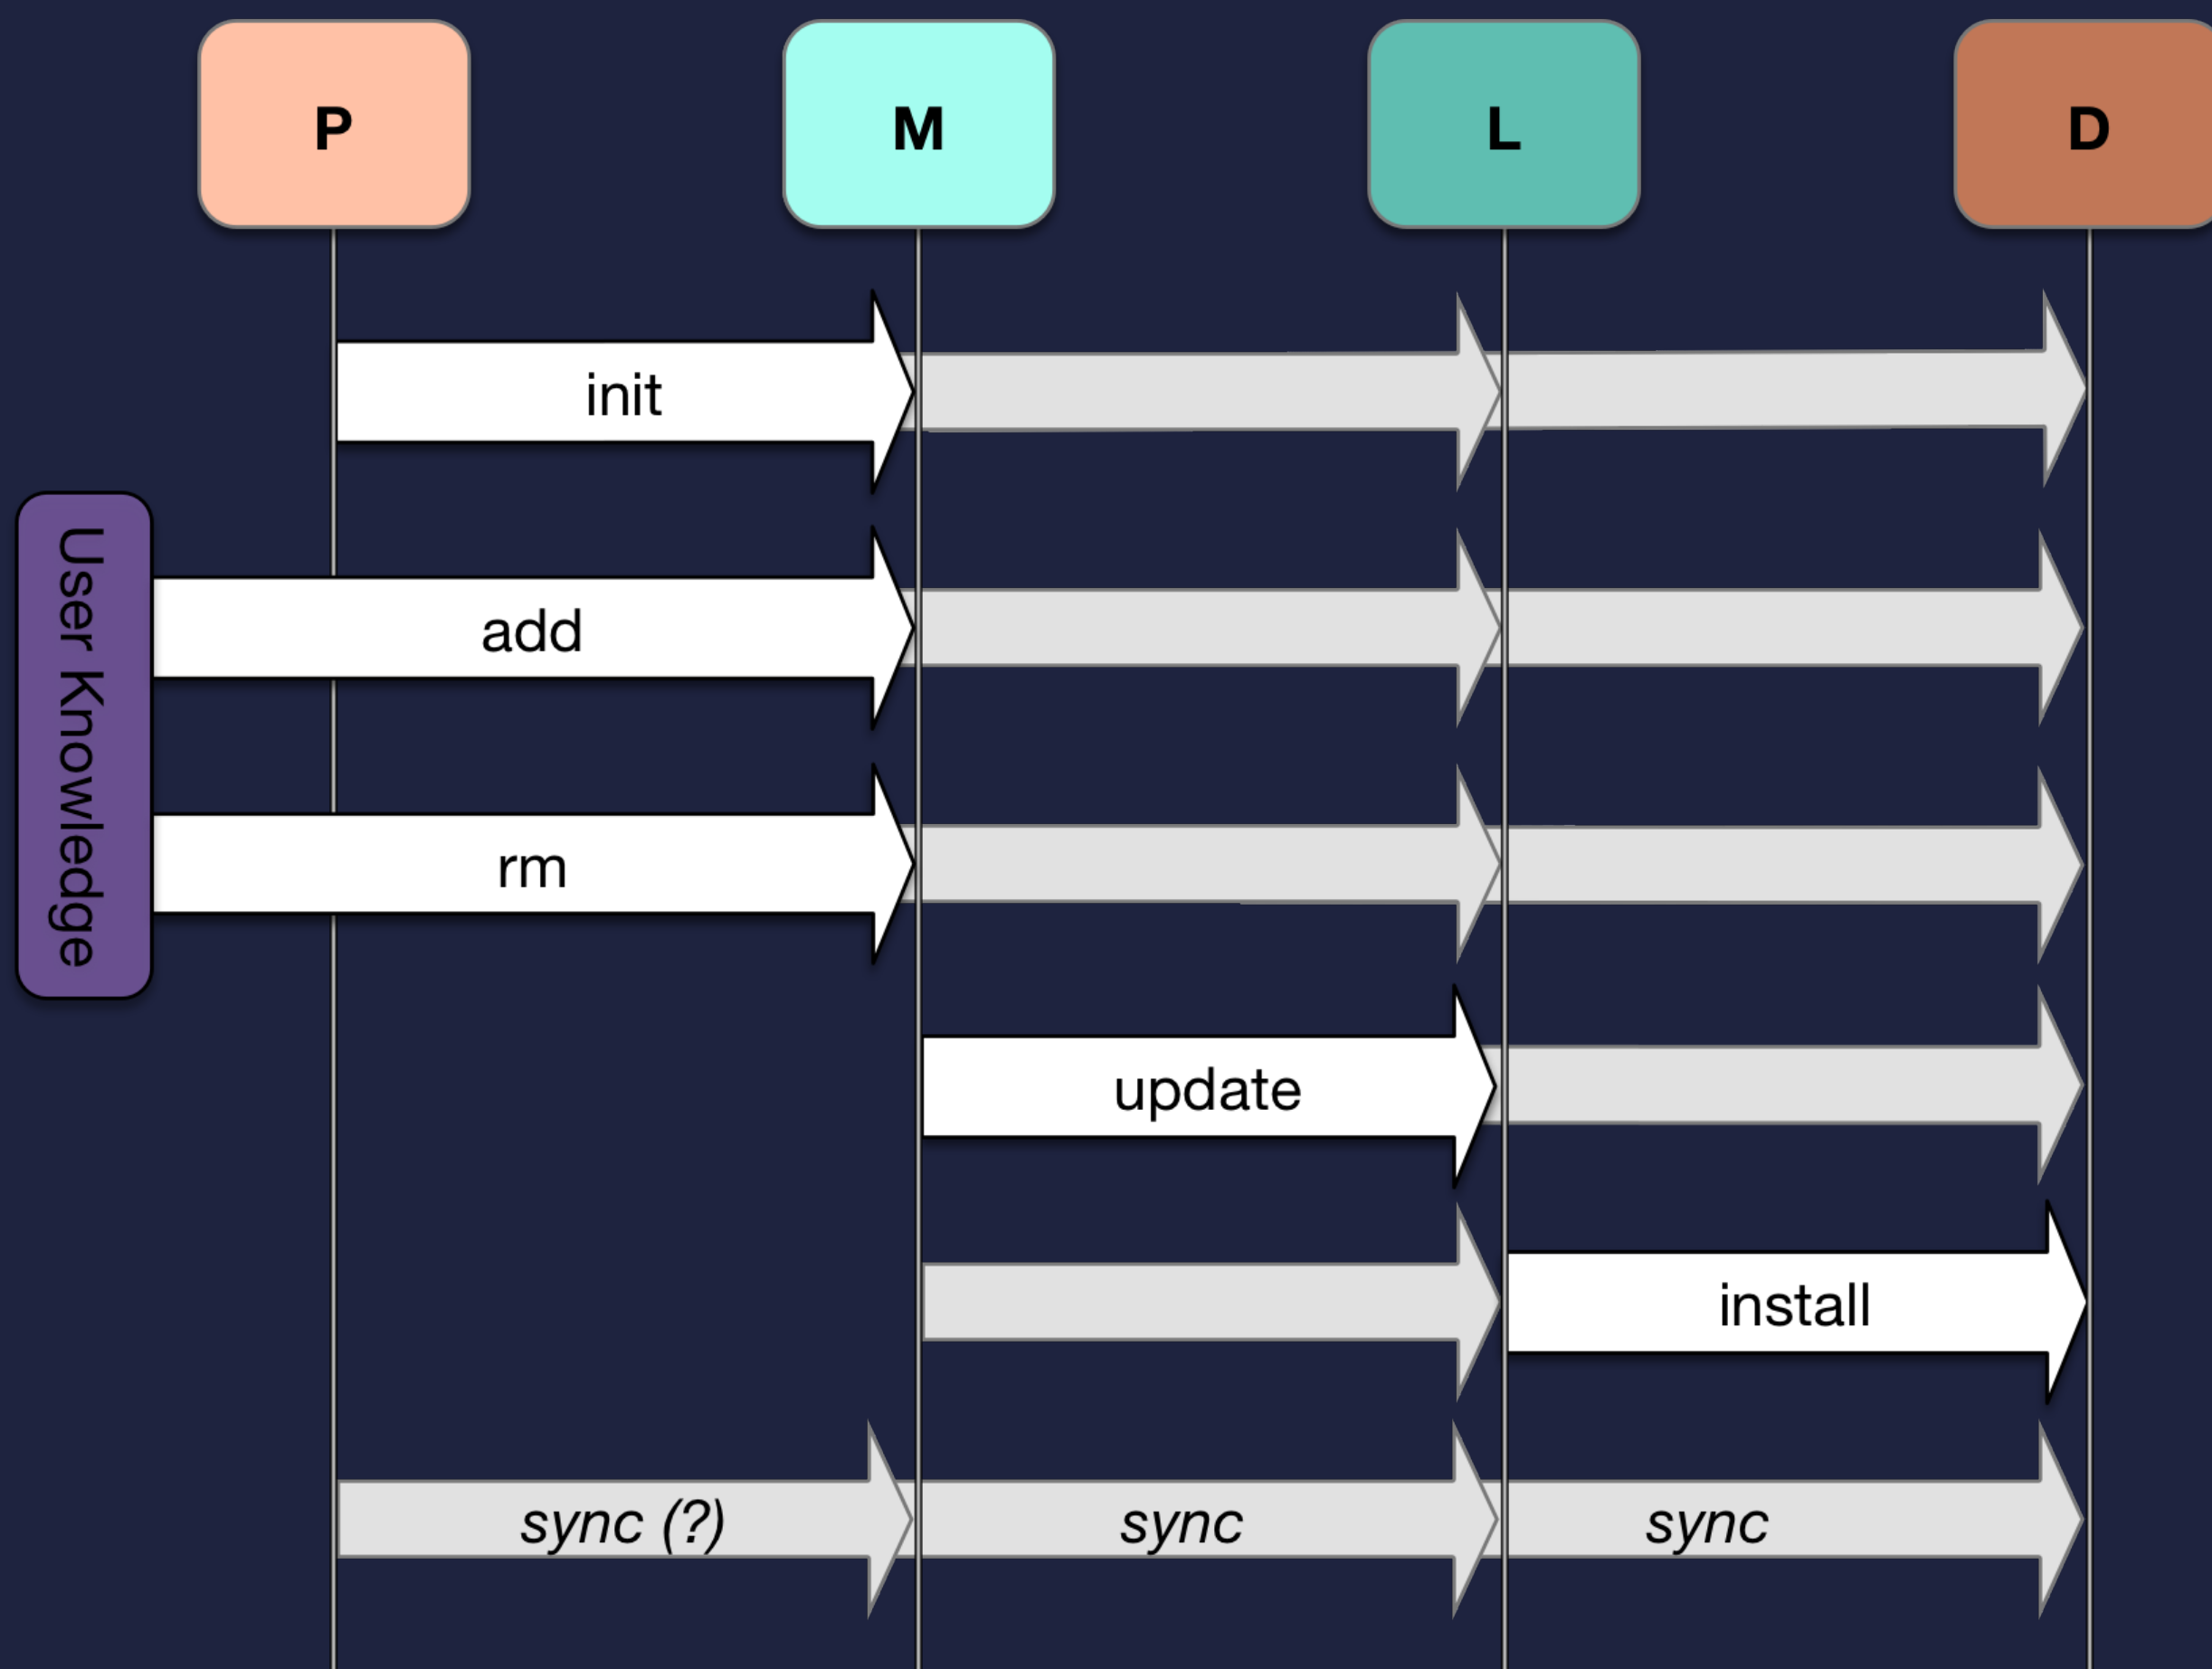 P
M
L
D
init
User Knowledge
add
rm
update
install
sync (?)
sync
sync